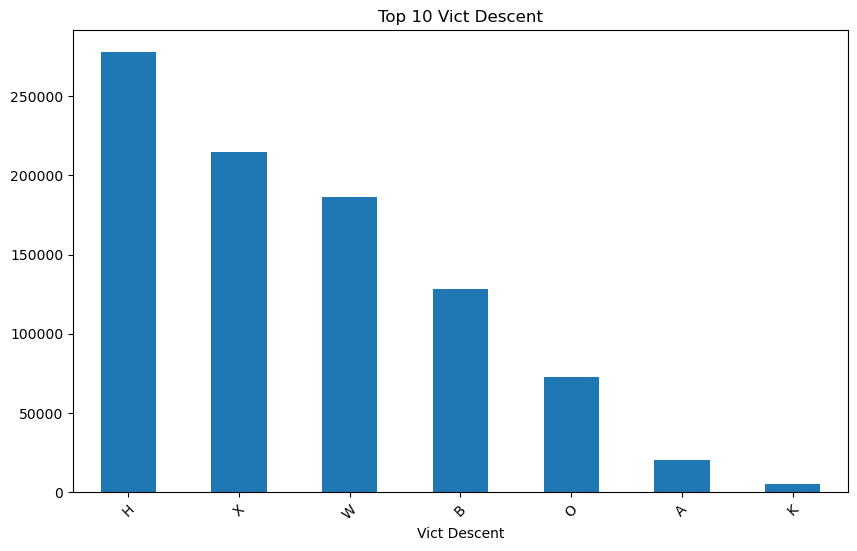 Top 10 Vict Descent
250000
200000
150000
100000
50000
0
H X W B O A K
Vict Descent